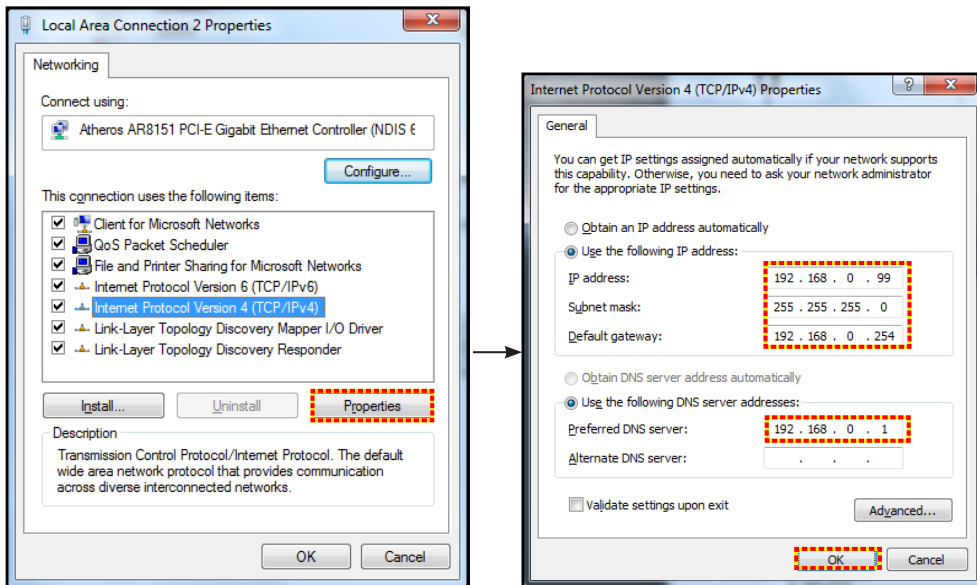 Local Area Connection 2 Properties
Networking
Connect using:
Atheros AR8151 PCI-E Gigabit Ethernet Controller (NDIS 6
Configure...
This connection uses the following items:
Client for Microsoft Networks
QoS Packet Scheduler
File and Printer Sharing for Microsoft Networks
Internet Protocol Version 6 (TCP/IPv6)
Internet Protocol Version 4 (TCP/IPv4)
Link-Layer Topology Discovery Mapper I/O Driver
Link-Layer Topology Discovery Responder
Install...
Uninstall
Properties
Description
Transmission Control Protocol/Internet Protocol. The default
wide area network protocol that provides communication
across diverse interconnected networks.
OK
Cancel
Internet Protocol Version 4 (TCP/IPv4) Properties
General
You can get IP settings assigned automatically if your network supports
this capability. Otherwise, you need to ask your network administrator
for the appropriate IP settings.
Obtain an IP address automatically
Use the following IP address:
IP address: 192 . 168 . 0 . 99
Subnet mask: 255 . 255 . 255 . 0
Default gateway: 192 . 168 . 0 . 254
Obtain DNS server address automatically
Use the following DNS server addresses:
Preferred DNS server: 192 . 168 . 0 . 1
Alternate DNS server: . . .
Validate settings upon exit
Advanced...
OK
Cancel